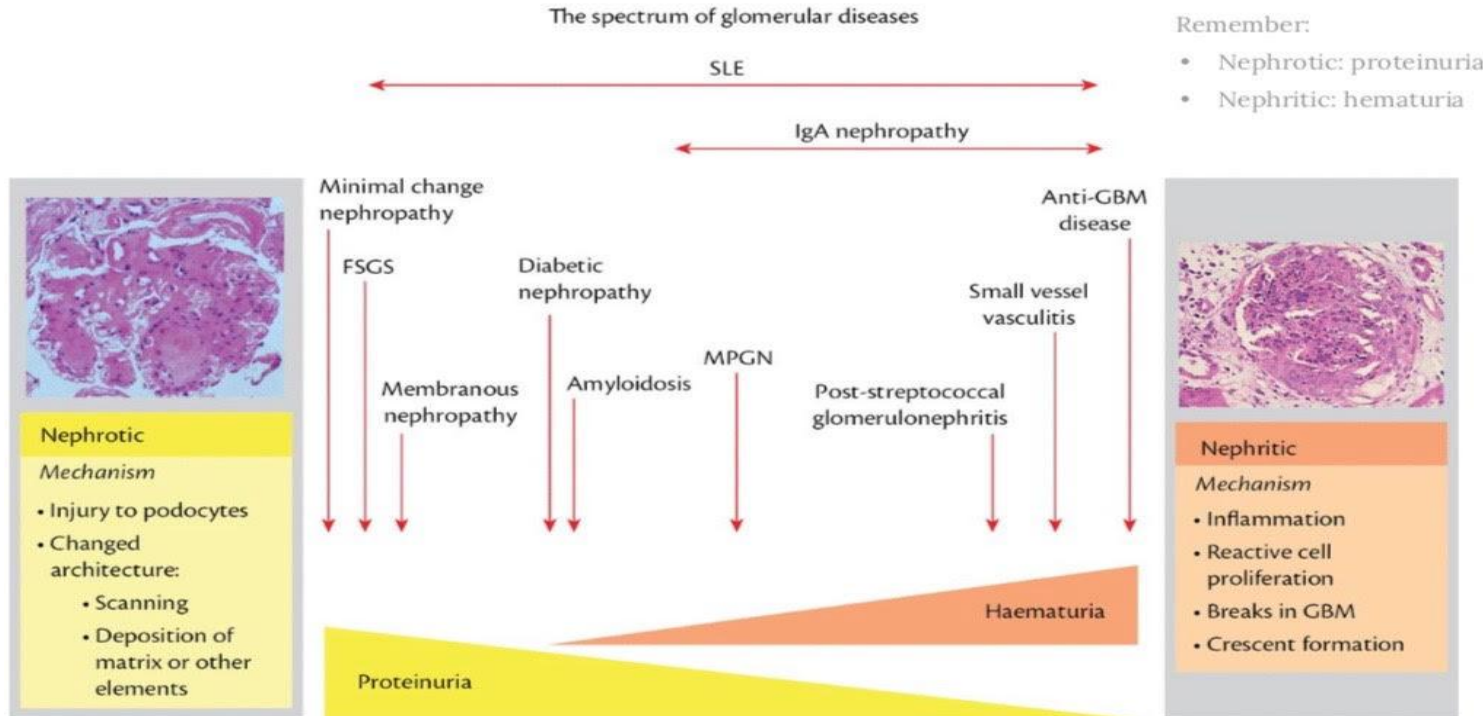 The spectrum of glomerular diseases
Remember:
• Nephrotic: proteinuria
• Nephritic: hematuria
SLE
IgA nephropathy
Minimal change
nephropathy
FSGS
Membranous
nephropathy
Diabetic
nephropathy
Amyloidosis
MPGN
Post-streptococcal
glomerulonephritis
Small vessel
vasculitis
Anti-GBM
disease
Nephrotic
Mechanism
• Injury to podocytes
• Changed
architecture:
• Scanning
• Deposition of
matrix or other
elements
Proteinuria
Haematuria
Nephritic
Mechanism
• Inflammation
• Reactive cell
proliferation
• Breaks in GBM
• Crescent formation